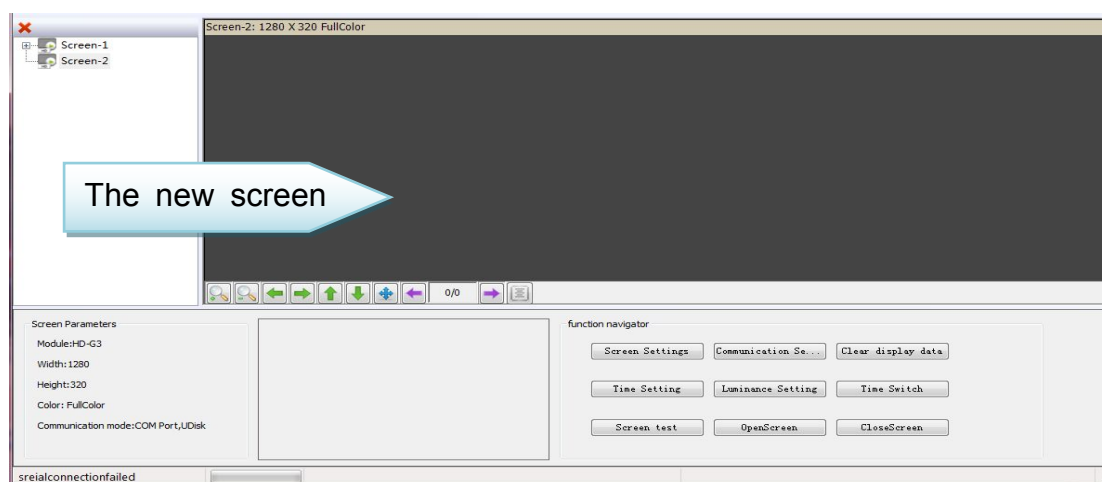 Screen-2: 1280 X 320 FullColor
Screen-1
Screen-2
The new screen
0/0
Screen Parameters
Module:HD-G3
Width:1280
Height:320
Color: FullColor
Communication mode:COM Port,UDisk
function navigator
Screen Settings Communication Se... Clear display data
Time Setting Luminance Setting Time Switch
Screen test OpenScreen CloseScreen
sreialconnectionfailed